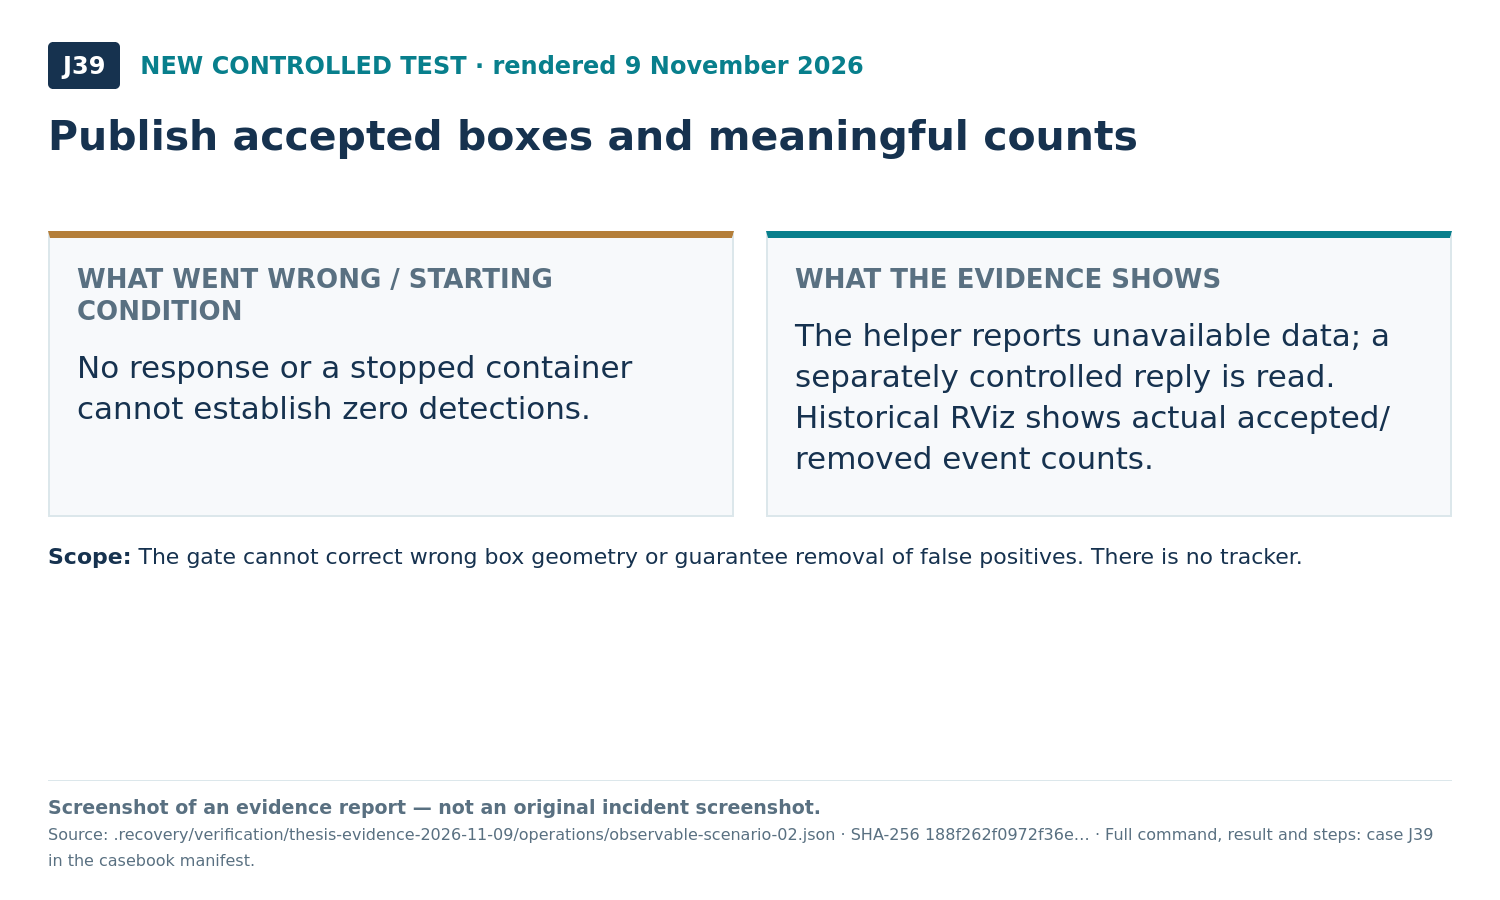 J39 NEW CONTROLLED TEST · rendered 9 November 2026
Publish accepted boxes and meaningful counts
WHAT WENT WRONG / STARTING
CONDITION
No response or a stopped container
cannot establish zero detections.
WHAT THE EVIDENCE SHOWS
The helper reports unavailable data; a
separately controlled reply is read.
Historical RViz shows actual accepted/
removed event counts.
Scope: The gate cannot correct wrong box geometry or guarantee removal of false positives. There is no tracker.
Screenshot of an evidence report — not an original incident screenshot.
Source: .recovery/verification/thesis-evidence-2026-11-09/operations/observable-scenario-02.json · SHA-256 188f262f0972f36e… · Full command, result and steps: case J39
in the casebook manifest.